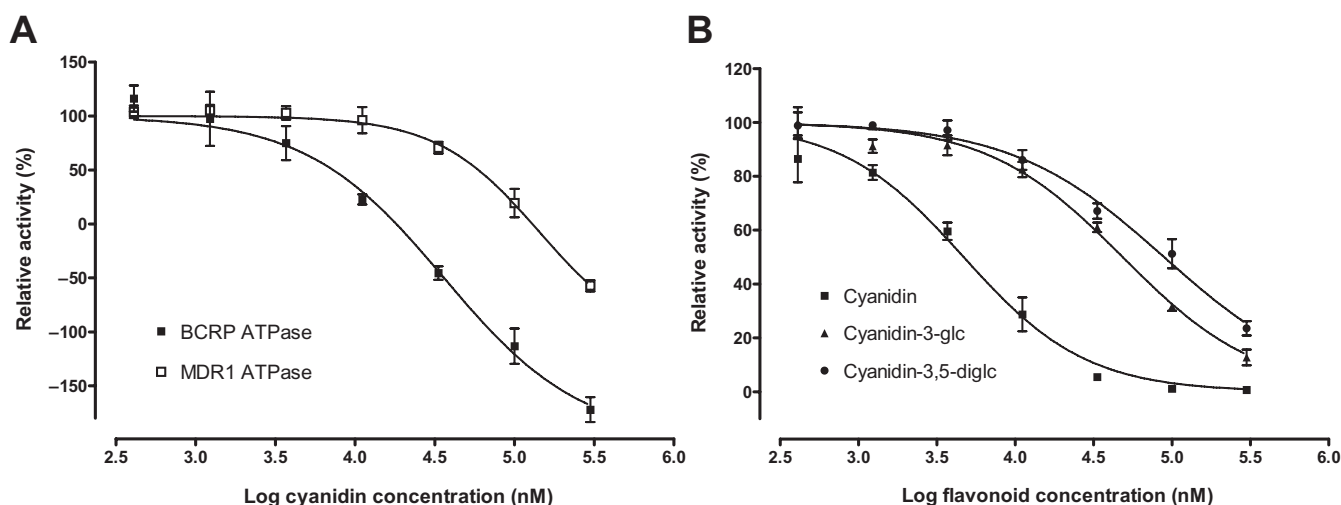 A
150
100
50
0
−50
−100
−150
Relative activity (%)
BCRP ATPase
MDR1 ATPase
2.5 3.0 3.5 4.0 4.5 5.0 5.5 6.0
Log cyanidin concentration (nM)
B
120
100
80
60
40
20
0
Relative activity (%)
Cyanidin
Cyanidin-3-glc
Cyanidin-3,5-diglc
2.5 3.0 3.5 4.0 4.5 5.0 5.5 6.0
Log flavonoid concentration (nM)